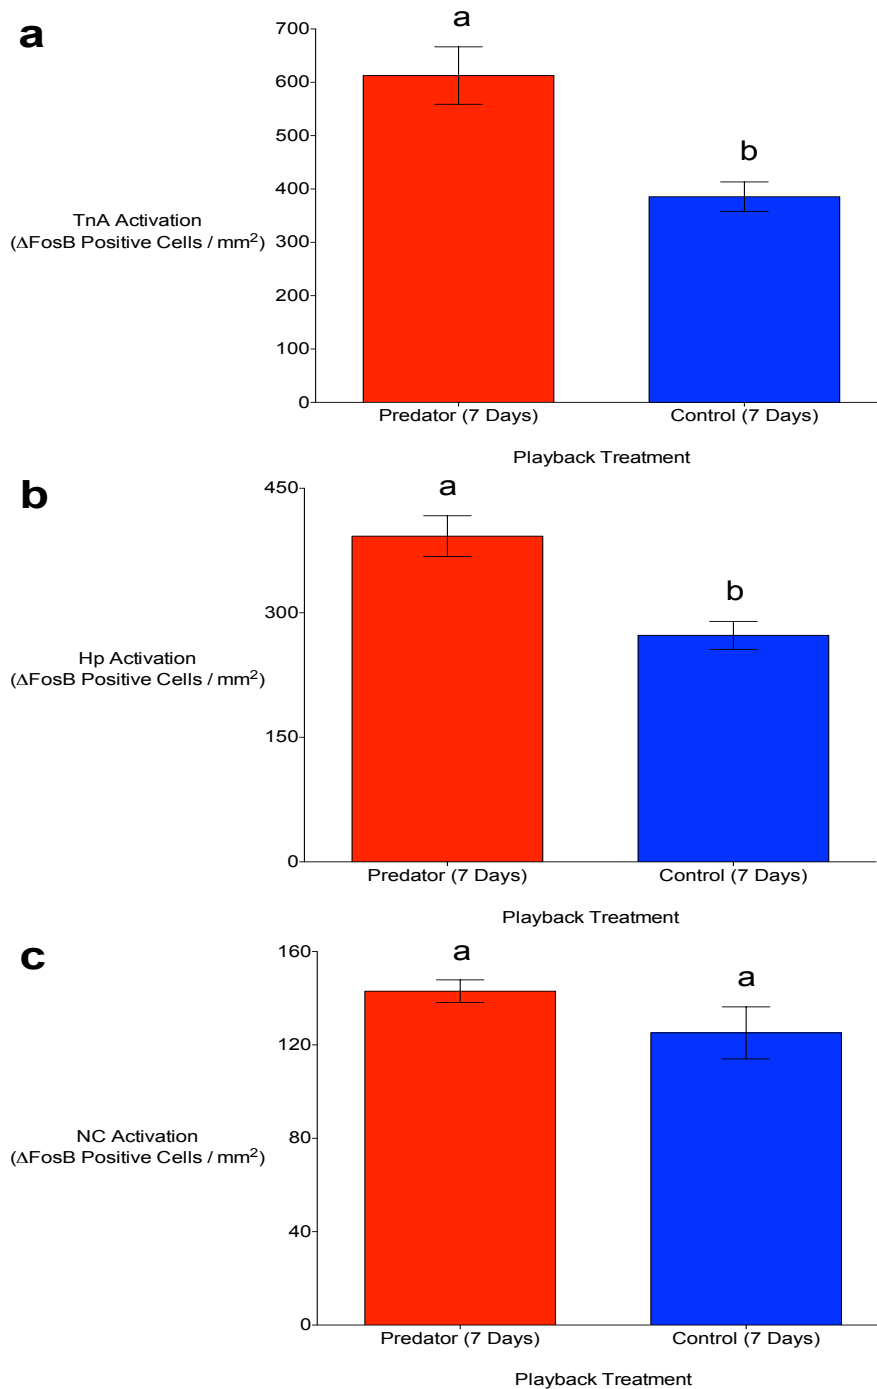 a
a
b
700
600
500
400
300
200
100
0
TnA Activation
(ΔFosB Positive Cells / mm²)
Predator (7 Days) Control (7 Days)
Playback Treatment
b
a
b
450
300
150
0
Hp Activation
(ΔFosB Positive Cells / mm²)
Predator (7 Days) Control (7 Days)
Playback Treatment
c
a
a
160
120
80
40
0
NC Activation
(ΔFosB Positive Cells / mm²)
Predator (7 Days) Control (7 Days)
Playback Treatment